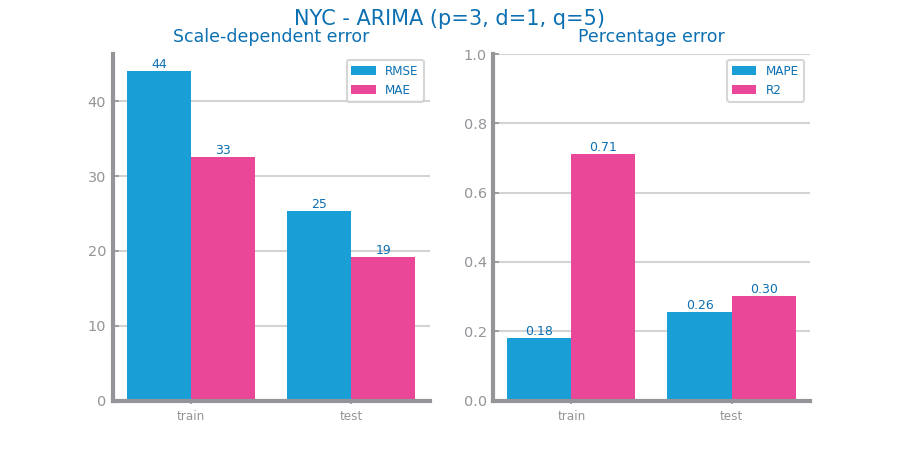 NYC - ARIMA (p=3, d=1, q=5)
Scale-dependent error
44
33
25
19
RMSE
MAE
40
30
20
10
0
train
test
Percentage error
1.0
0.8
0.6
0.4
0.2
0.0
0.18
0.71
0.26
0.30
MAPE
R2
train
test